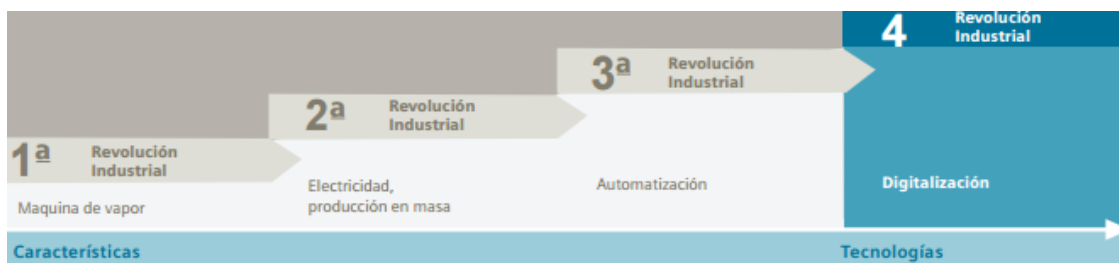 1ª
Revolución
Industrial
Maquina de vapor
2ª
Revolución
Industrial
Electricidad,
producción en masa
3ª
Revolución
Industrial
Automatización
4
Revolución
Industrial
Digitalización
Características
Tecnologías